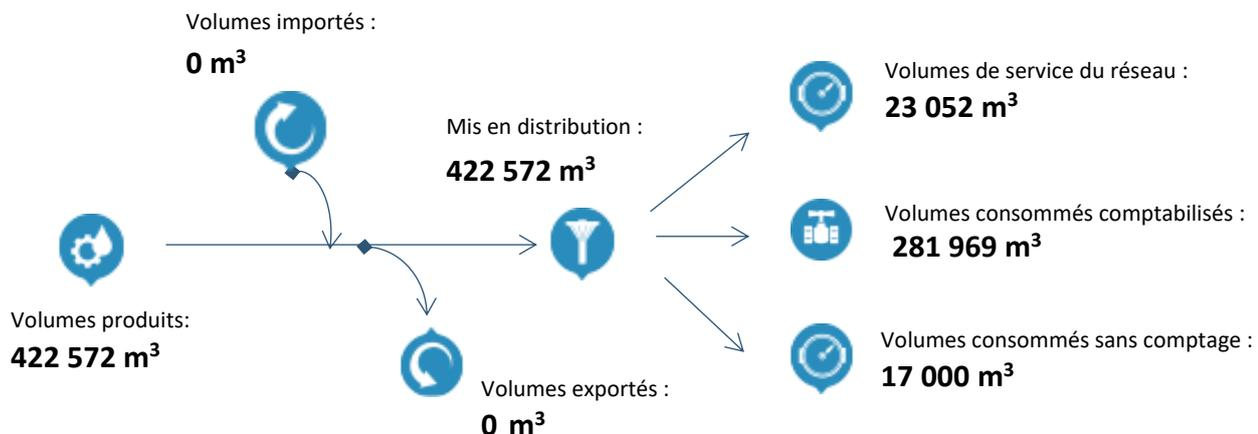 Volumes importés :
0 m³
Mis en distribution :
422 572 m³
Volumes de service du réseau :
23 052 m³
Volumes consommés comptabilisés :
281 969 m³
Volumes produits:
422 572 m³
Volumes consommés sans comptage :
17 000 m³
Volumes exportés :
0 m³